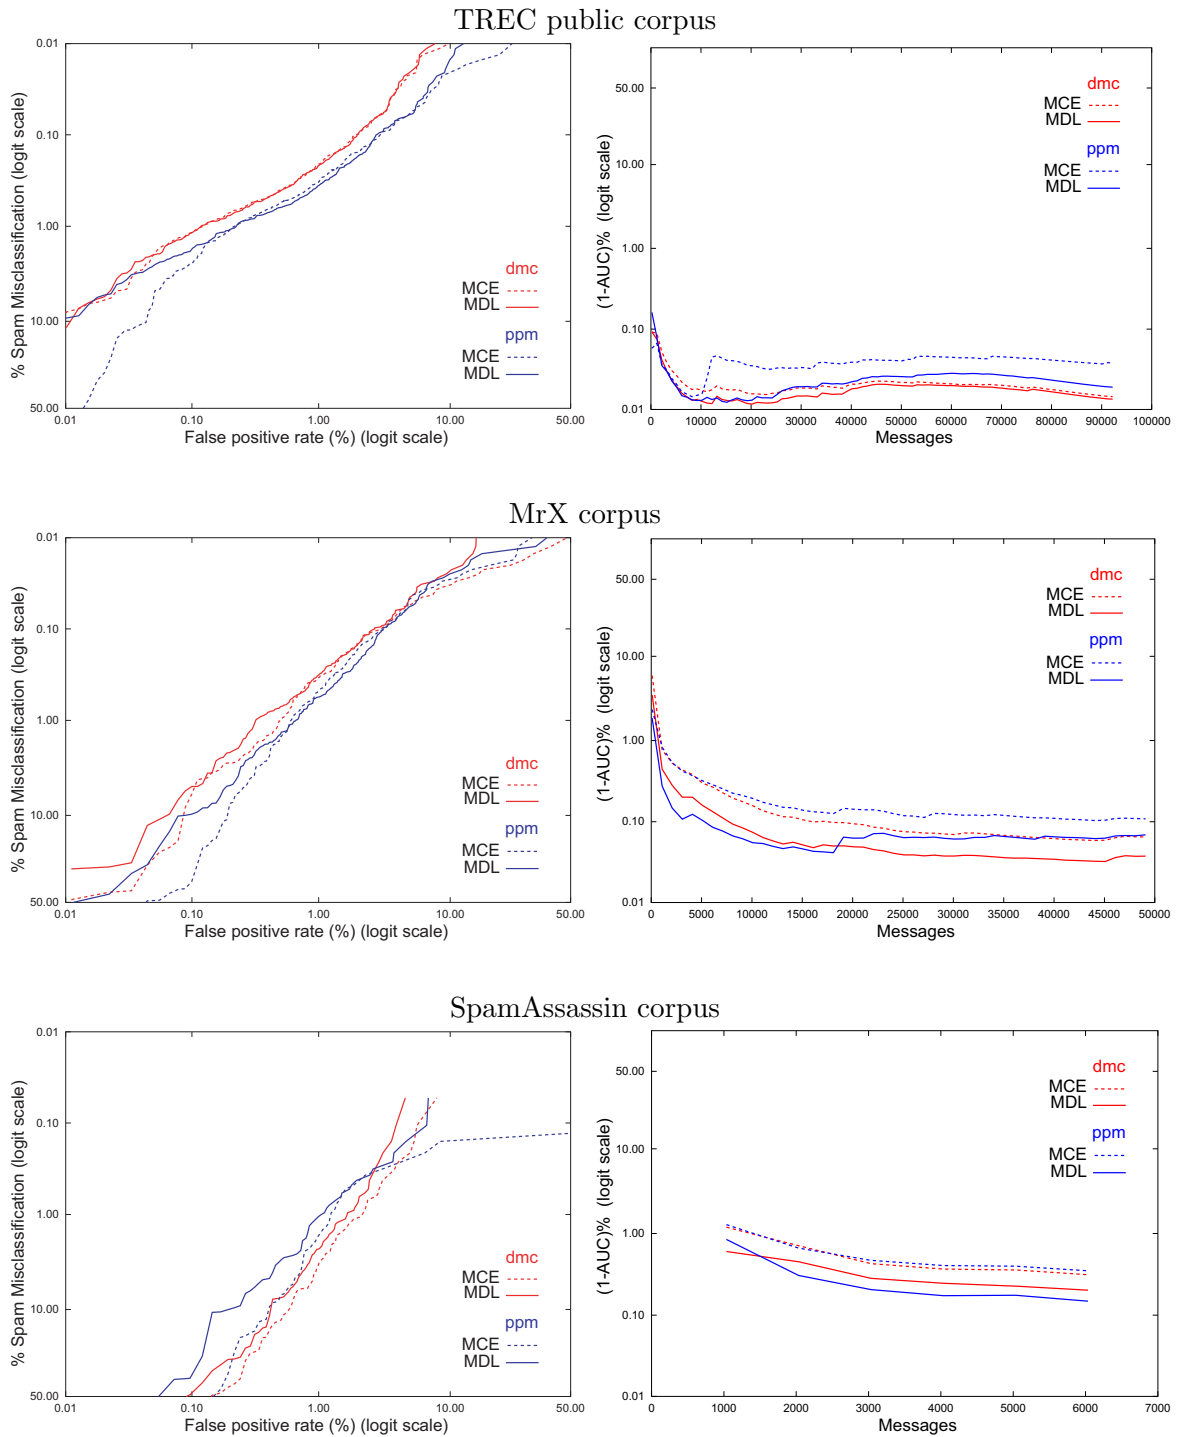 TREC public corpus
% Spam Misclassification (logit scale)
0.01
0.10
1.00
10.00
50.00
0.01 0.10 1.00 10.00 50.00
False positive rate (%) (logit scale)
dmc
MCE
MDL
ppm
MCE
MDL
(1-AUC)% (logit scale)
50.00
10.00
1.00
0.10
0.01
0 10000 20000 30000 40000 50000 60000 70000 80000 90000 100000
Messages
dmc
MCE
MDL
ppm
MCE
MDL
MrX corpus
% Spam Misclassification (logit scale)
0.01
0.10
1.00
10.00
50.00
0.01 0.10 1.00 10.00 50.00
False positive rate (%) (logit scale)
dmc
MCE
MDL
ppm
MCE
MDL
(1-AUC)% (logit scale)
50.00
10.00
1.00
0.10
0.01
0 5000 10000 15000 20000 25000 30000 35000 40000 45000 50000
Messages
dmc
MCE
MDL
ppm
MCE
MDL
SpamAssassin corpus
% Spam Misclassification (logit scale)
0.01
0.10
1.00
10.00
50.00
0.01 0.10 1.00 10.00 50.00
False positive rate (%) (logit scale)
dmc
MCE
MDL
ppm
MCE
MDL
(1-AUC)% (logit scale)
50.00
10.00
1.00
0.10
0.01
0 1000 2000 3000 4000 5000 6000 7000
Messages
dmc
MCE
MDL
ppm
MCE
MDL